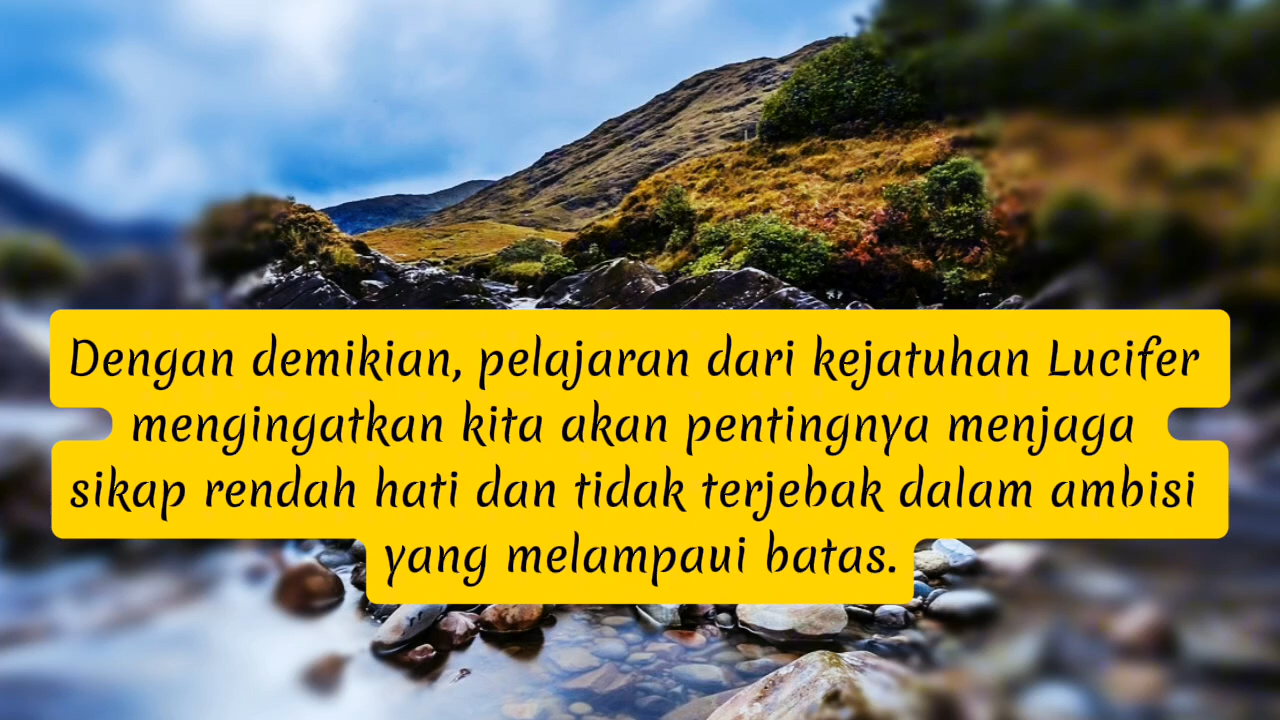 Dengan demikian, pelajaran dari kejatuhan Lucifer
mengingatkan kita akan pentingnya menjaga
sikap rendah hati dan tidak terjebak dalam ambisi
yang melampaui batas.